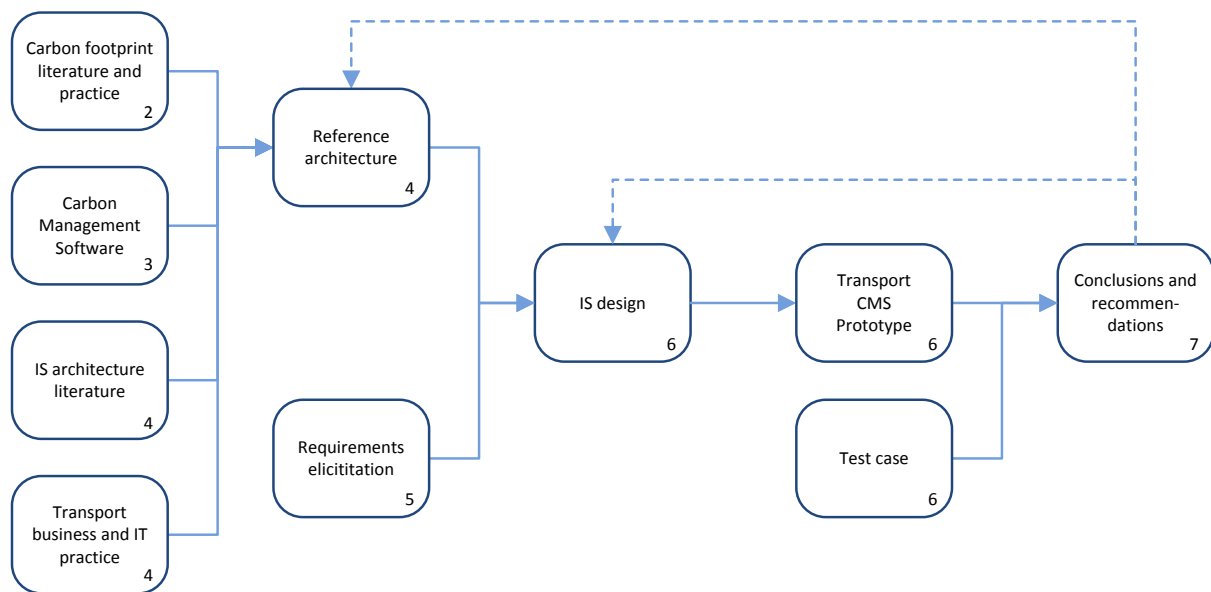 Carbon footprint
literature and
practice
2
Carbon
Management
Software
3
IS architecture
literature
4
Transport
business and IT
practice
4
Reference
architecture
4
Requirements
elicititation
5
IS design
6
Transport
CMS
Prototype
6
Test case
6
Conclusions and
recommen-
dations
7